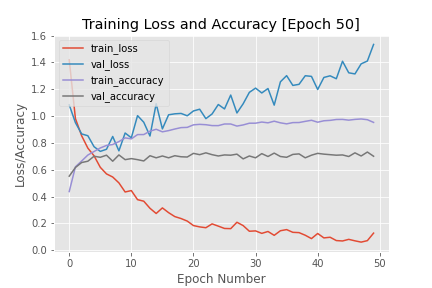 Training Loss and Accuracy [Epoch 50]
1.6
1.4
1.2
1.0
0.8
0.6
0.4
0.2
0.0
Loss/Accuracy
train_loss
val_loss
train_accuracy
val_accuracy
0 10 20 30 40 50
Epoch Number